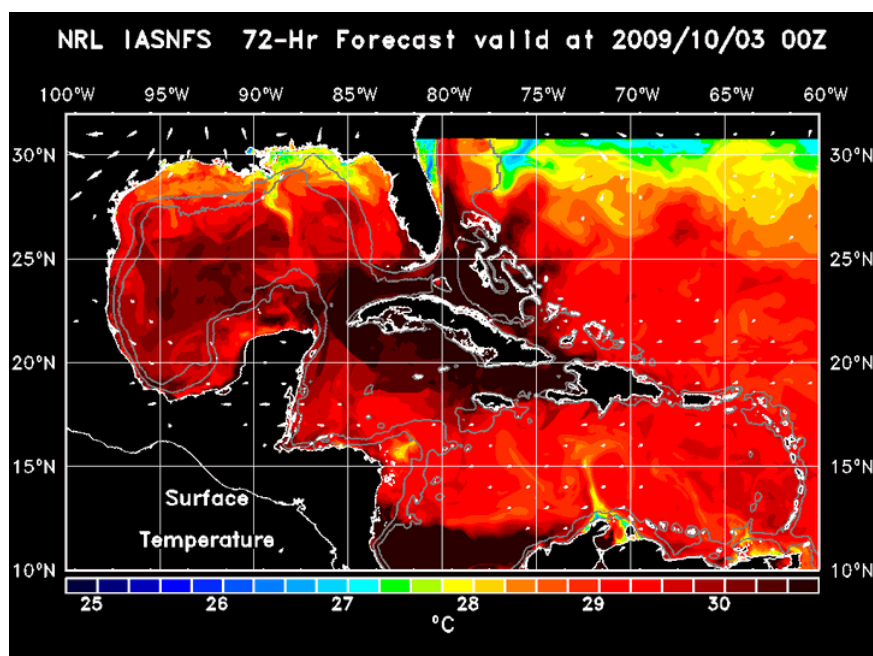 NRL IASNFS 72-Hr Forecast valid at 2009/10/03 00Z
100°W 95°W 90°W 85°W 80°W 75°W 70°W 65°W 60°W
30°N 30°N
25°N 25°N
20°N 20°N
15°N 15°N
Surface
Temperature
10°N 10°N
25 26 27 28 29 30
°C